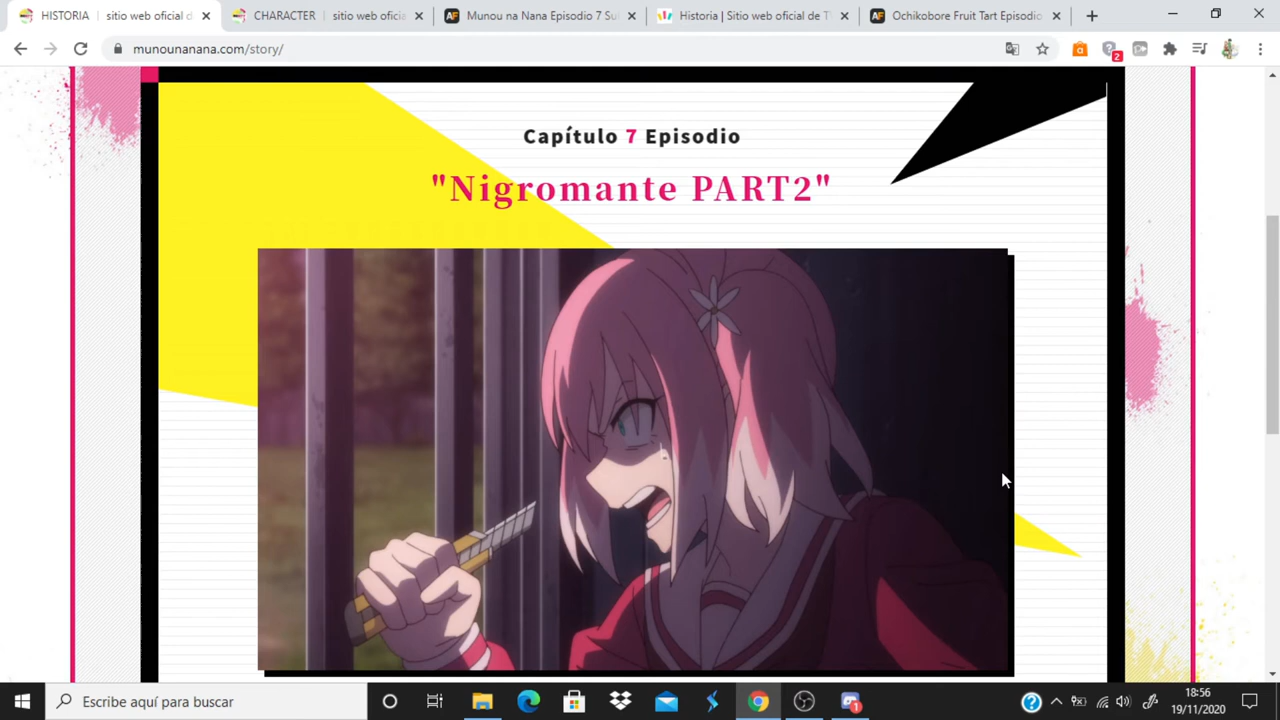 HISTORIA | sitio web oficial d
CHARACTER | sitio web oficia
Munou na Nana Episodio 7 Su
Historia | Sitio web oficial de T
Ochikobore Fruit Tart Episodio
munounanana.com/story/
2
Capítulo 7 Episodio
"Nigromante PART2"
Escribe aquí para buscar
1
18:56
19/11/2020